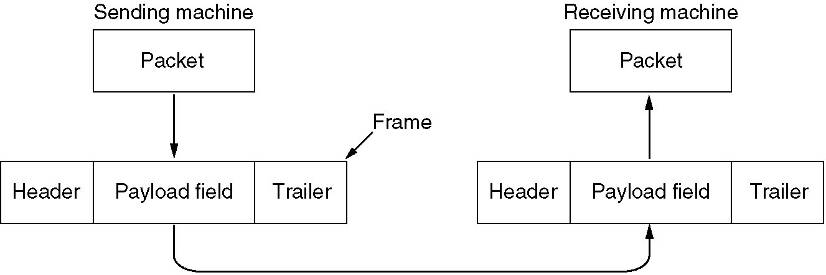 Sending machine
Receiving machine
Packet
Packet
Frame
Header
Payload field
Trailer
Header
Payload field
Trailer